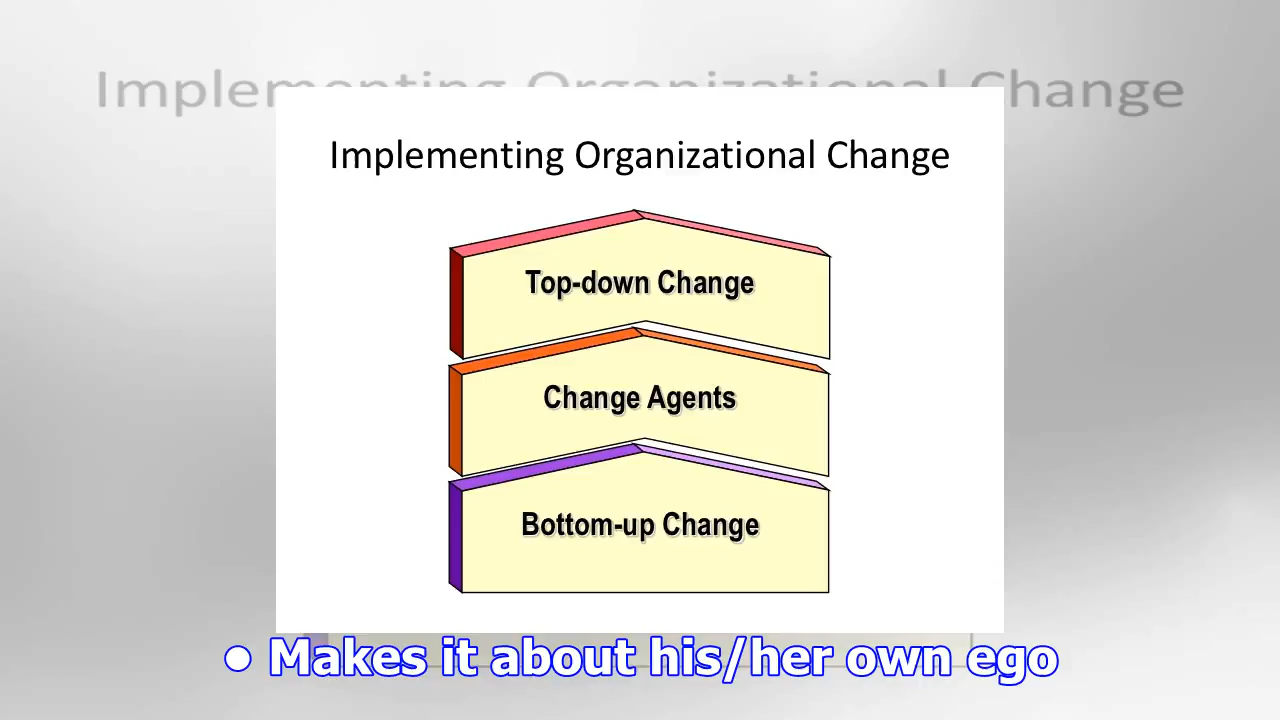 Implementing Organizational Change
Implementing Organizational Change
Top-down Change
Change Agents
Bottom-up Change
• Makes it about his/her own ego